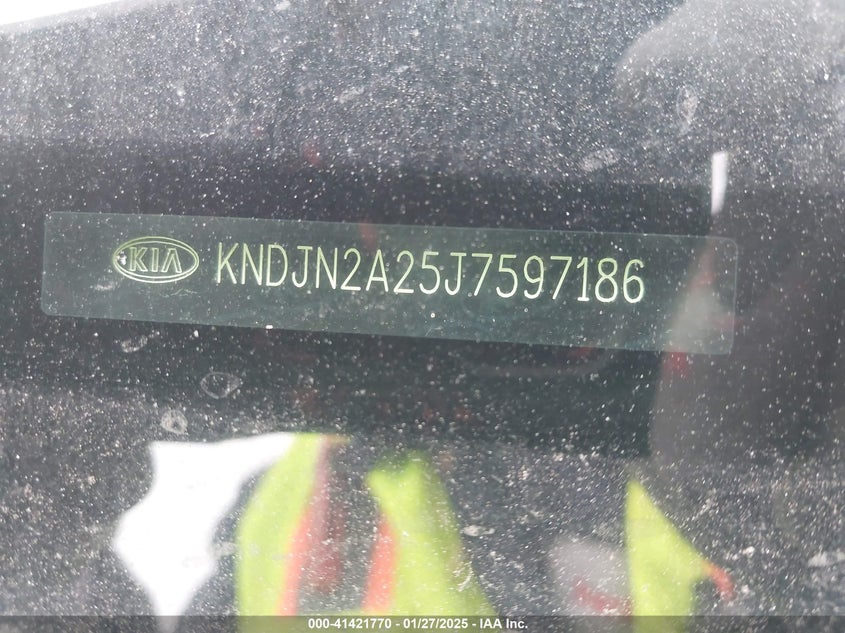 KIA KNDJN2A25J7597186
000-41421770 - 01/27/2025 - IAA Inc.